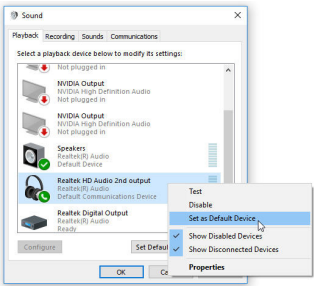 Sound
Playback Recording Sounds Communications
Select a playback device below to modify its settings:
Not plugged in
NVIDIA Output
NVIDIA High Definition Audio
Not plugged in
NVIDIA Output
NVIDIA High Definition Audio
Not plugged in
Speakers
Realtek(R) Audio
Default Device
Realtek HD Audio 2nd output
Realtek(R) Audio
Default Communications Device
Realtek Digital Output
Realtek(R) Audio
Ready
Test
Disable
Set as Default Device
Show Disabled Devices
Show Disconnected Devices
Properties
Configure Set Defaul
OK Ca